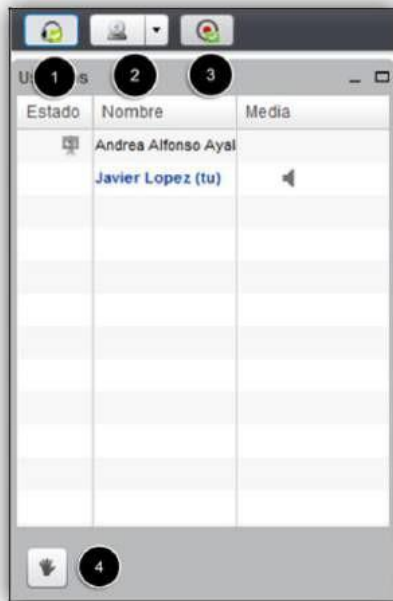 1 2 3
Estado Nombre Media
Andrea Alfonso Ayal
Javier Lopez (tu)
4